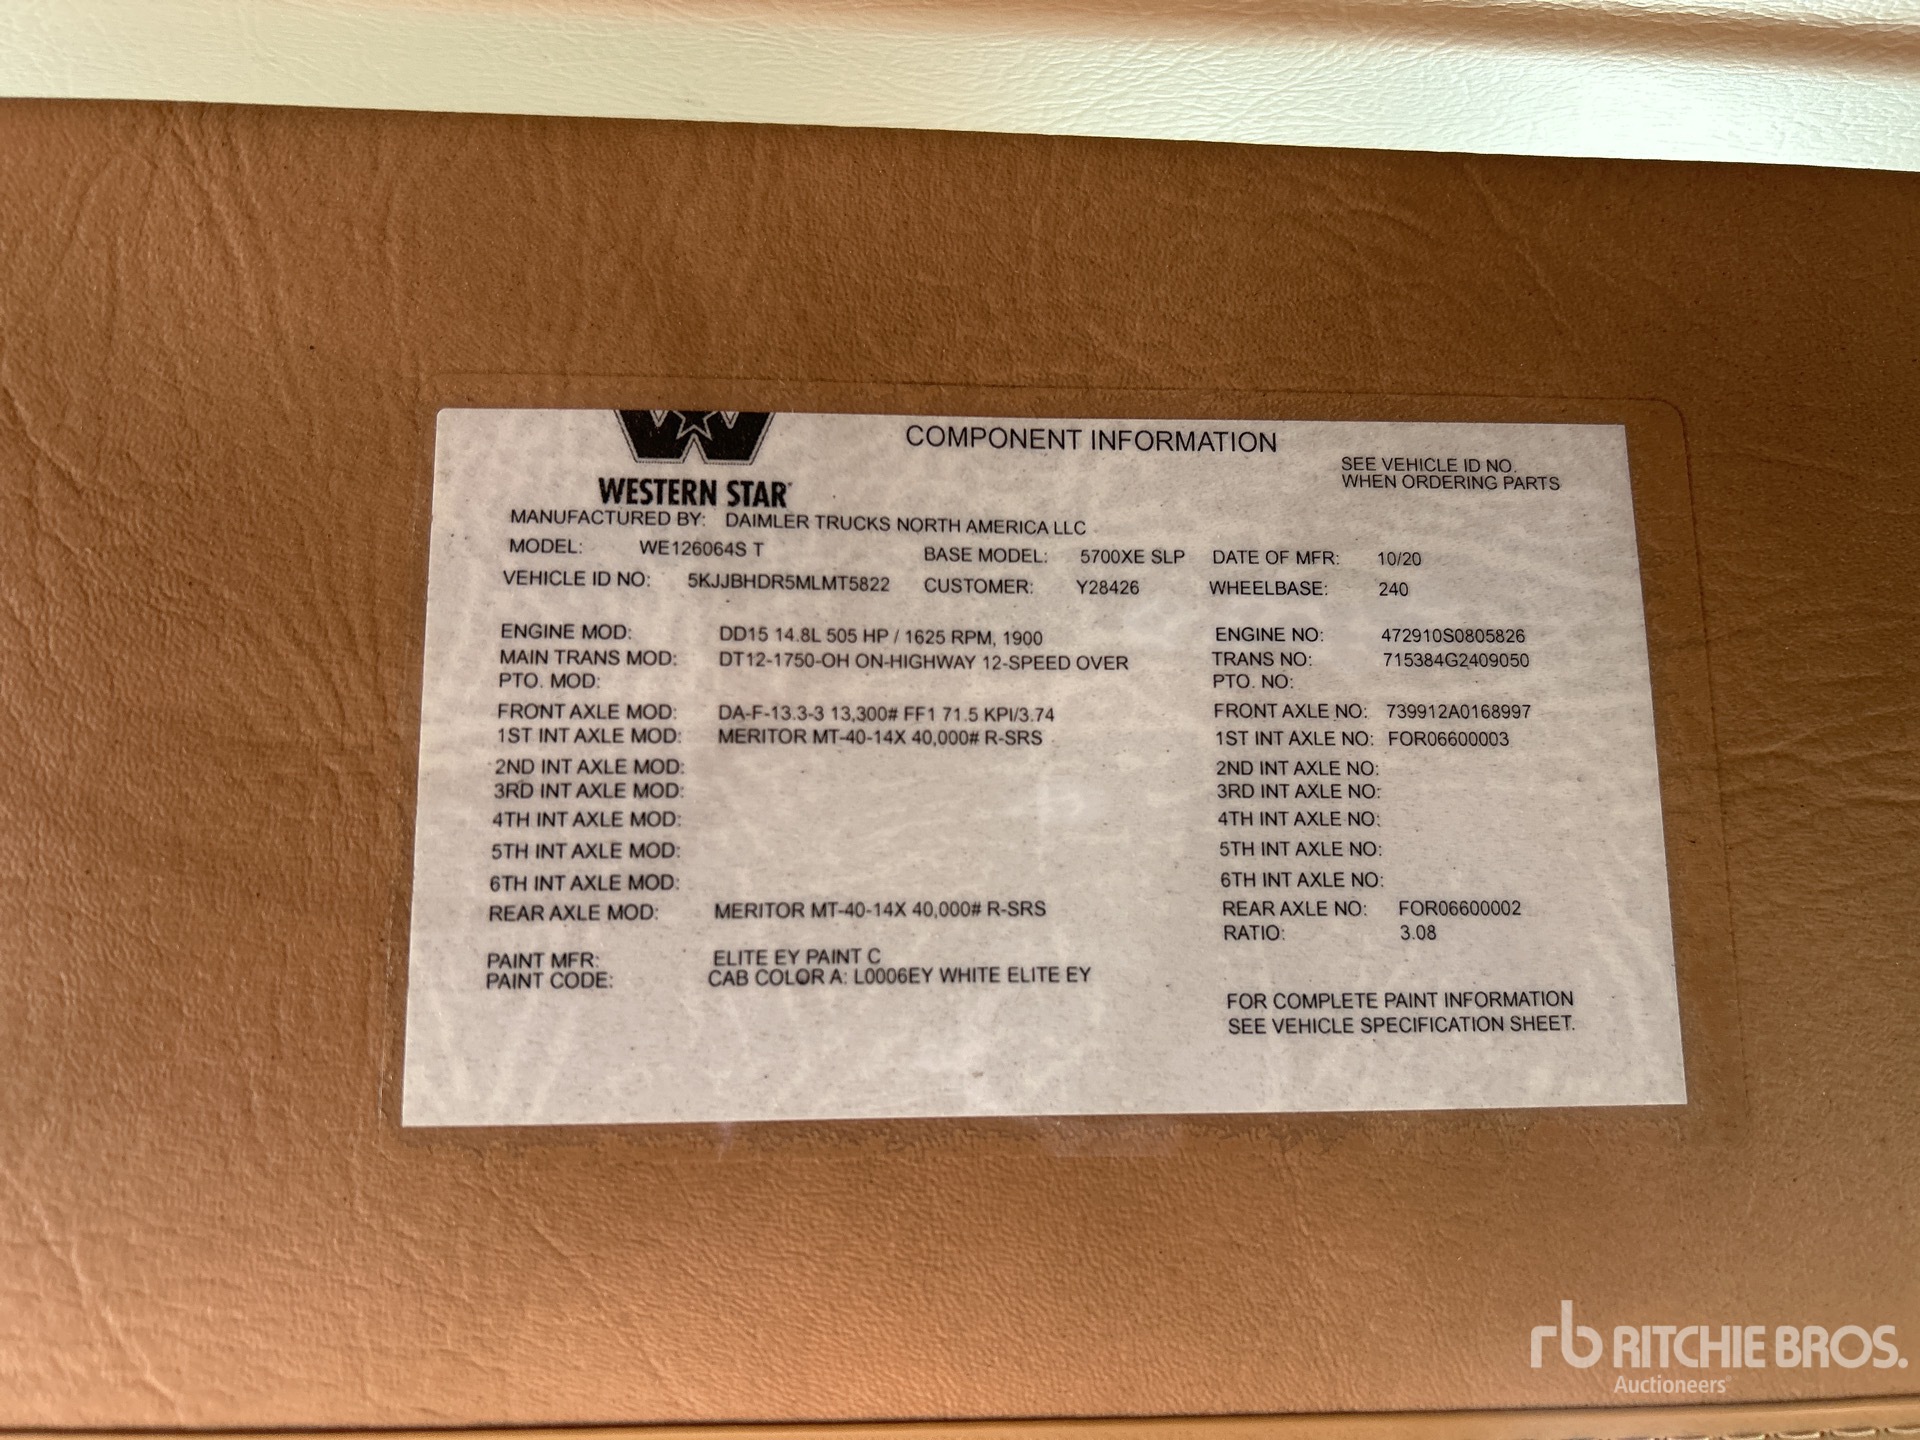 COMPONENT INFORMATION
SEE VEHICLE ID NO.
WHEN ORDERING PARTS
WESTERN STAR
MANUFACTURED BY: DAIMLER TRUCKS NORTH AMERICA LLC
MODEL: WE126064S T BASE MODEL: 5700XE SLP DATE OF MFR: 10/20
VEHICLE ID NO: 5KJJBHDR5MLMT5822 CUSTOMER: Y28426 WHEELBASE: 240
ENGINE MOD: DD15 14.8L 505 HP / 1625 RPM, 1900 ENGINE NO: 472910S0805826
MAIN TRANS MOD: DT12-1750-OH ON-HIGHWAY 12-SPEED OVER TRANS NO: 715384G2409050
PTO. MOD: PTO. NO:
FRONT AXLE MOD: DA-F-13.3-3 13,300# FF1 71.5 KPI/3.74 FRONT AXLE NO: 739912A0168997
1ST INT AXLE MOD: MERITOR MT-40-14X 40,000# R-SRS 1ST INT AXLE NO: FOR06600003
2ND INT AXLE MOD: 2ND INT AXLE NO:
3RD INT AXLE MOD: 3RD INT AXLE NO:
4TH INT AXLE MOD: 4TH INT AXLE NO:
5TH INT AXLE MOD: 5TH INT AXLE NO:
6TH INT AXLE MOD: 6TH INT AXLE NO:
REAR AXLE MOD: MERITOR MT-40-14X 40,000# R-SRS REAR AXLE NO: FOR06600002
RATIO: 3.08
PAINT MFR: ELITE EY PAINT C
PAINT CODE: CAB COLOR A: L0006EY WHITE ELITE EY
FOR COMPLETE PAINT INFORMATION
SEE VEHICLE SPECIFICATION SHEET.
rb RITCHIE BROS.
Auctioneers